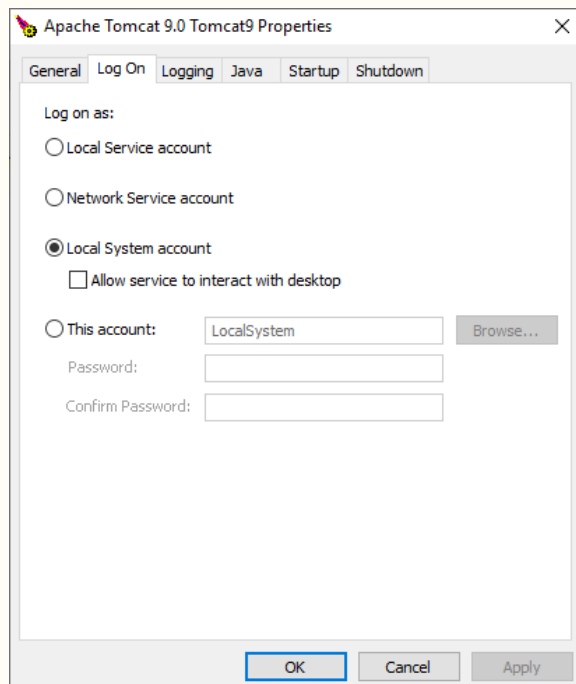 Apache Tomcat 9.0 Tomcat9 Properties
General Log On Logging Java Startup Shutdown
Log on as:
Local Service account
Network Service account
Local System account
Allow service to interact with desktop
This account: LocalSystem Browse...
Password:
Confirm Password:
OK Cancel Apply